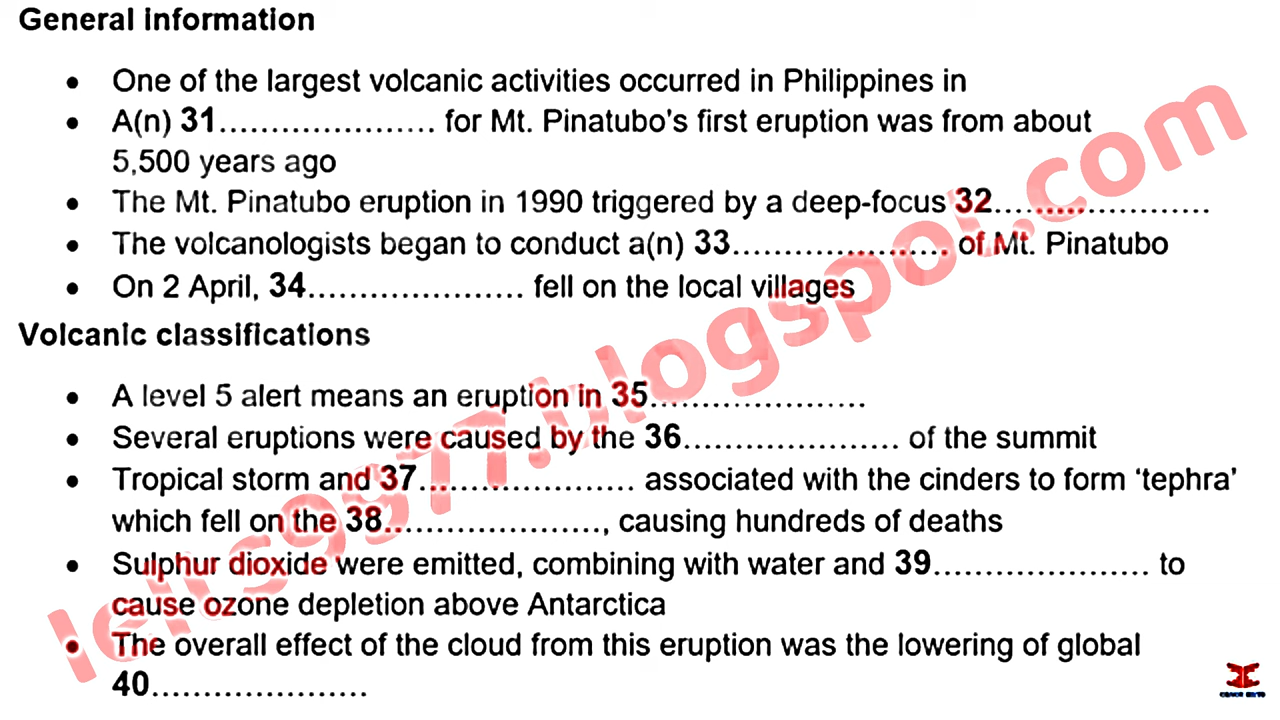 General information
• One of the largest volcanic activities occurred in Philippines in
• A(n) 31..................... for Mt. Pinatubo's first eruption was from about
5,500 years ago
• The Mt. Pinatubo eruption in 1990 triggered by a deep-focus 32.....................
• The volcanologists began to conduct a(n) 33..................... of Mt. Pinatubo
• On 2 April, 34..................... fell on the local villages
Volcanic classifications
• A level 5 alert means an eruption in 35.....................
• Several eruptions were caused by the 36..................... of the summit
• Tropical storm and 37..................... associated with the cinders to form ‘tephra’
which fell on the 38....................., causing hundreds of deaths
• Sulphur dioxide were emitted, combining with water and 39..................... to
cause ozone depletion above Antarctica
• The overall effect of the cloud from this eruption was the lowering of global
40.....................